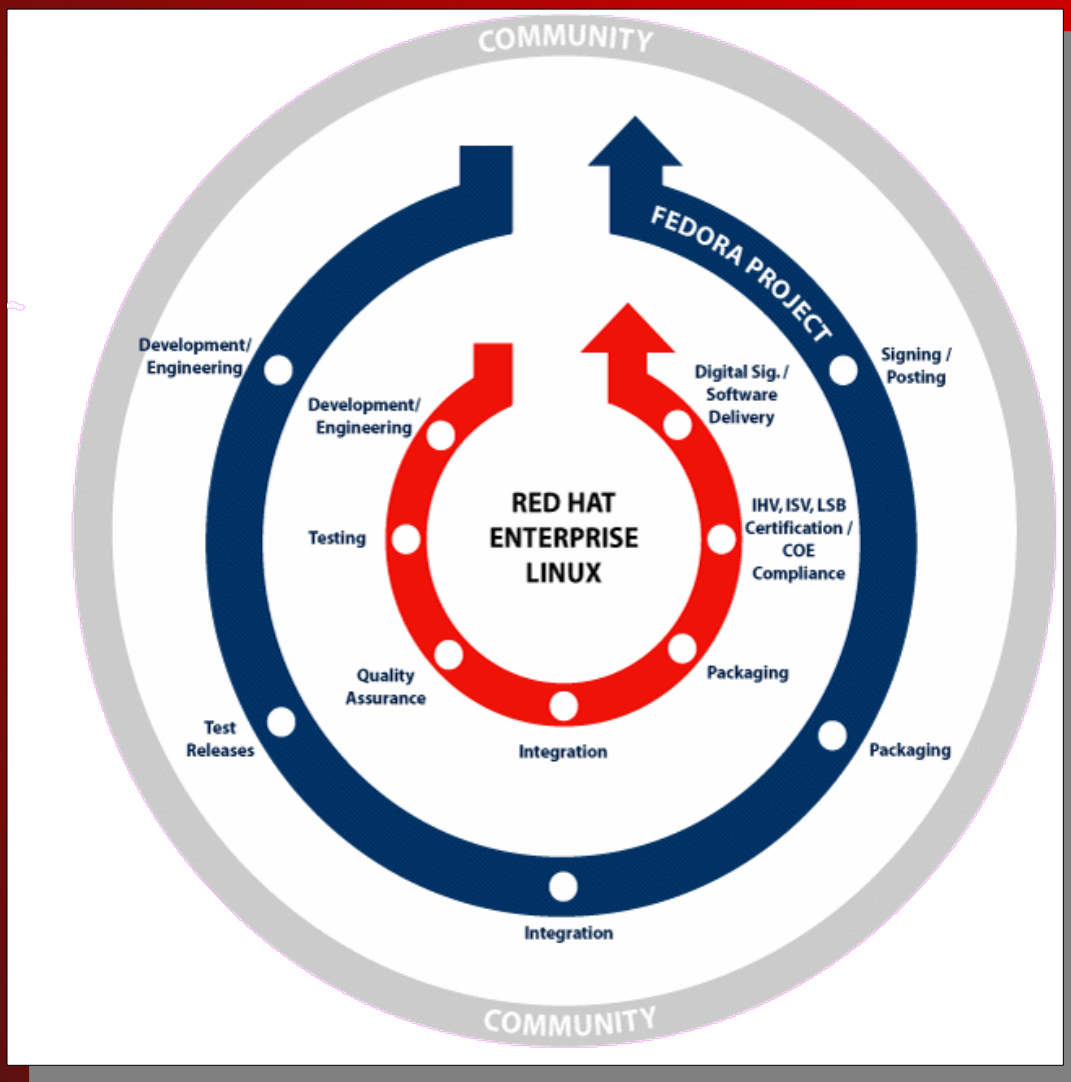 COMMUNITY
FEDORA PROJECT
Development/
Engineering
Signing /
Posting
Development/
Engineering
Digital Sig. /
Software
Delivery
RED HAT
ENTERPRISE
LINUX
Testing
IHV, ISV, LSB
Certification /
COE
Compliance
Quality
Assurance
Packaging
Integration
Test
Releases
Packaging
Integration
COMMUNITY